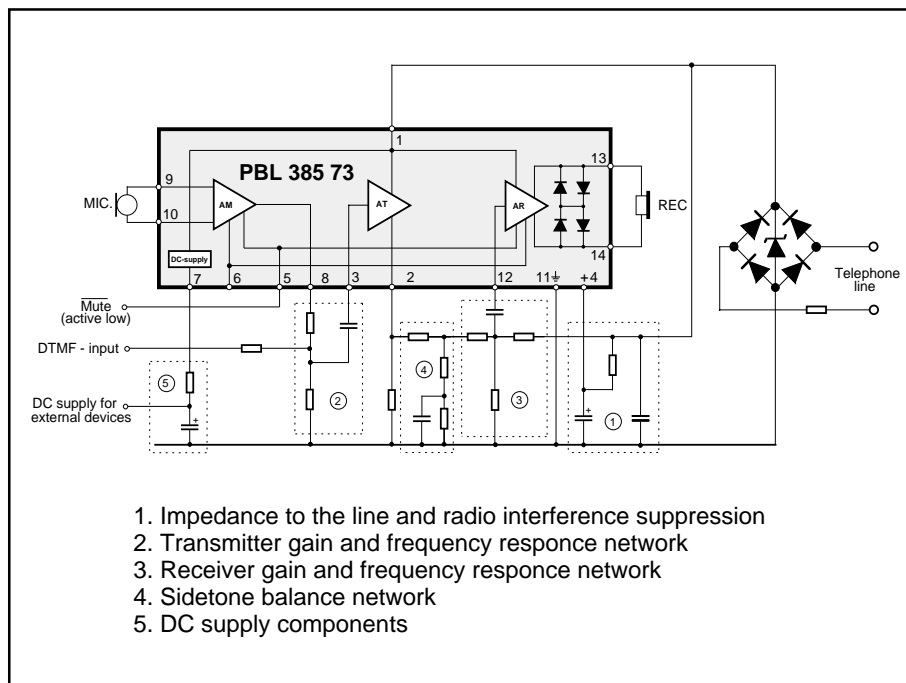 1
PBL 385 73
13
9
MIC.
10
AM
AT
AR
REC
14
DC-supply
7
6
5
8
3
2
12
11
+4
Telephone
line
Mute
(active low)
DTMF - input
5
DC supply for
external devices
+
2
4
3
+
1
1. Impedance to the line and radio interference suppression
2. Transmitter gain and frequency responce network
3. Receiver gain and frequency responce network
4. Sidetone balance network
5. DC supply components